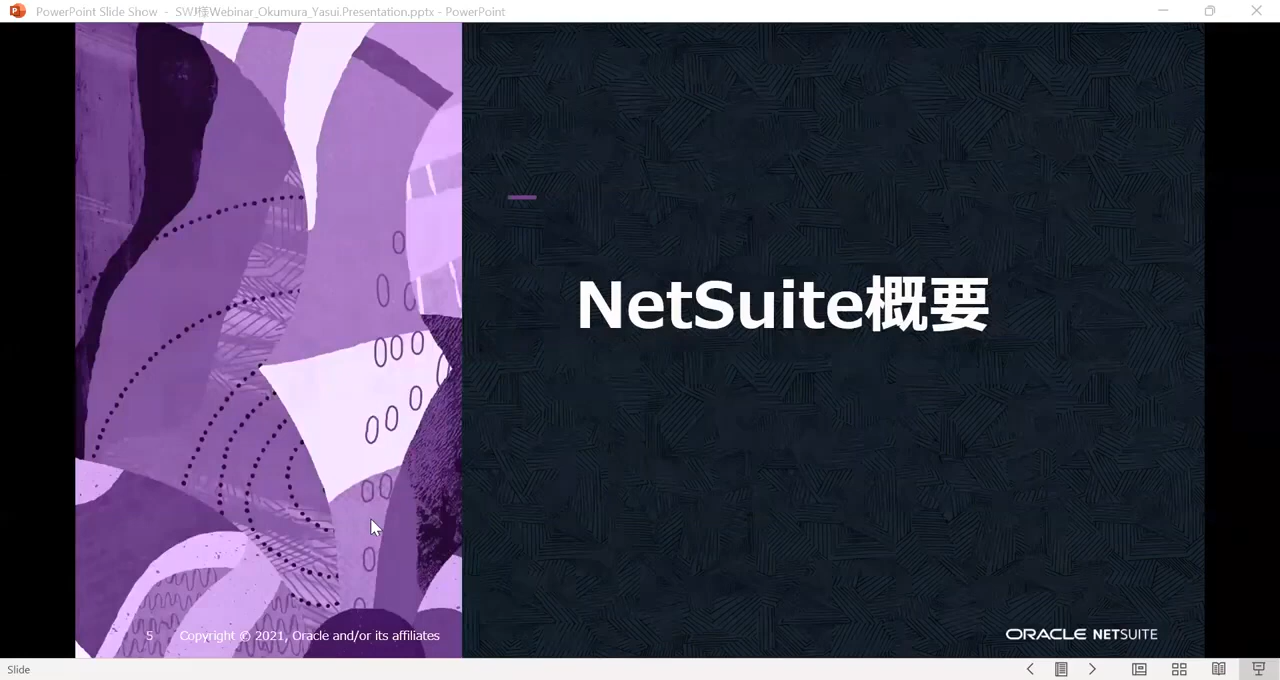 PowerPoint Slide Show - SWJ様Webinar_Okumura_Yasui.Presentation.pptx - PowerPoint
NetSuite概要
5 Copyright © 2021, Oracle and/or its affiliates
ORACLE NETSUITE
Slide